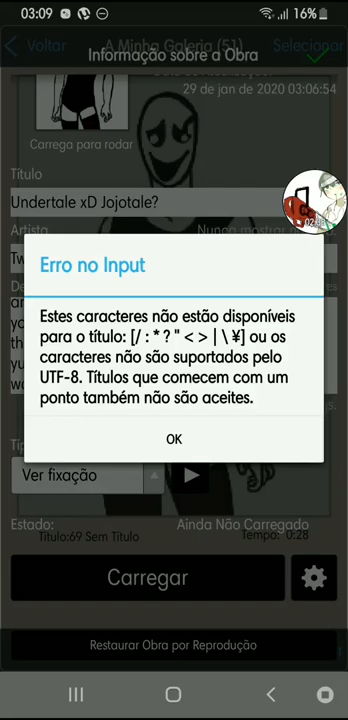 03:09
16%
Voltar
A Minha Galeria (51)
Selecionar
Informação sobre a Obra
29 de jan de 2020 03:06:54
Carrega para rodar
Título
Undertale xD Jojotale?
Artista
Nunca mostrar
Tw
Erro no Input
Estes caracteres não estão disponíveis
para o título: [/ : * ? " < > | \ ¥] ou os
caracteres não são suportados pelo
UTF-8. Títulos que comecem com um
ponto também não são aceites.
OK
Ver fixação
Estado:
Ainda Não Carregado
Titulo:69 Sem Título
Tempo: 0:28
Carregar
Restaurar Obra por Reprodução